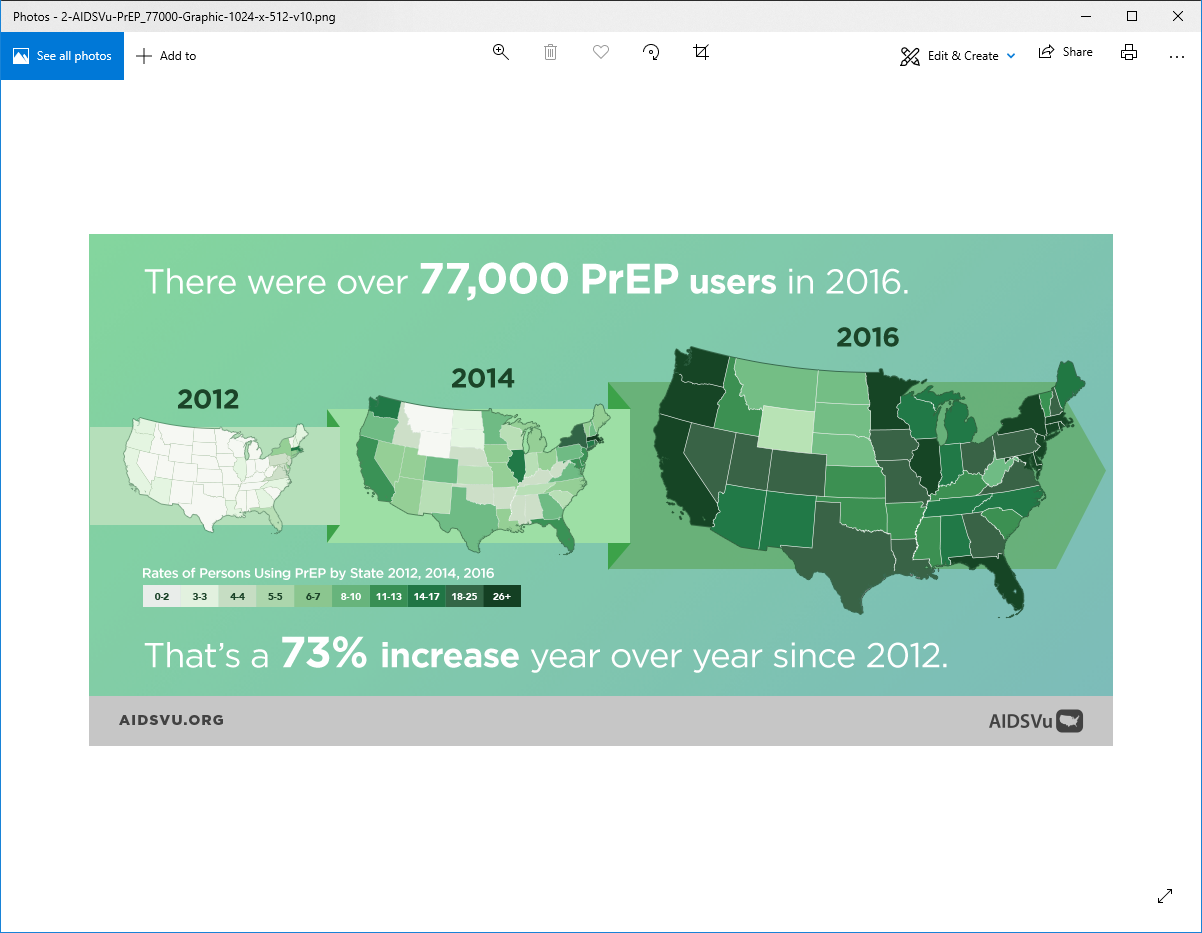 Photos - 2-AIDSVu-PrEP_77000-Graphic-1024-x-512-v10.png
See all photos
Add to
Edit & Create
Share
There were over 77,000 PrEP users in 2016.
2012
2014
2016
Rates of Persons Using PrEP by State 2012, 2014, 2016
0-2 3-3 4-4 5-5 6-7 8-10 11-13 14-17 18-25 26+
That's a 73% increase year over year since 2012.
AIDSVU.ORG
AIDSVu